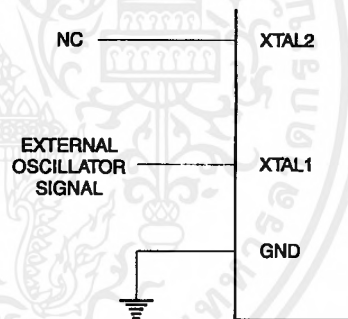 NC
XTAL2
EXTERNAL
OSCILLATOR
SIGNAL
XTAL1
GND